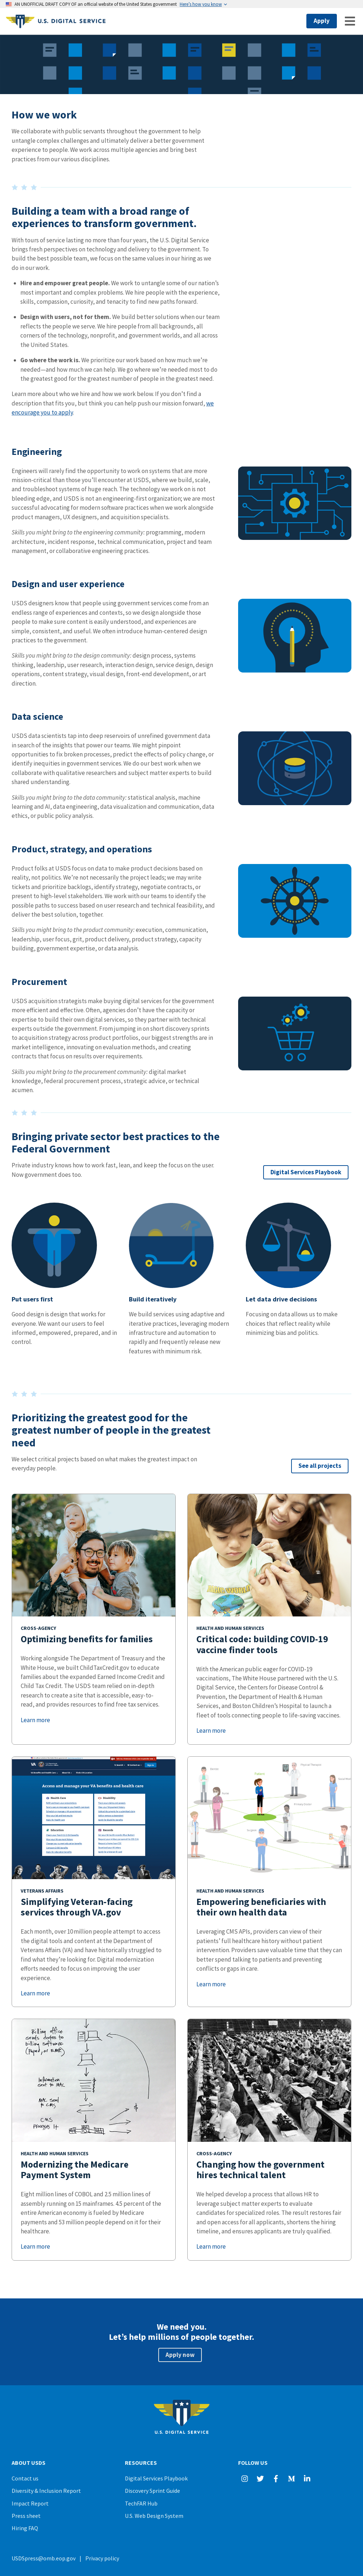 AN UNOFFICIAL DRAFT COPY OF an official website of the United States government Here's how you know
U.S. DIGITAL SERVICE
Apply
How we work
We collaborate with public servants throughout the government to help
untangle complex challenges and ultimately deliver a better government
experience to people. We work across multiple agencies and bring best
practices from our various disciplines.
Building a team with a broad range of
experiences to transform government.
With tours of service lasting no more than four years, the U.S. Digital Service
brings fresh perspectives on technology and delivery to the government. To
build the best possible team, we focus on the same values in our hiring as we
do in our work.
Hire and empower great people. We work to untangle some of our nation's
most important and complex problems. We hire people who experience,
skills, compassion, curiosity, and tenacity to find new paths forward.
Design with users, not for them. We build better solutions when our team
reflects the people we serve. We hire people from all backgrounds, all
corners of the technology, nonprofit, and government worlds, and all across
the United States.
Go where the work is. We prioritize our work based on how much we're
needed—and how much we can help. We go where we're needed most to do
the greatest good for the greatest number of people in the greatest need.
Learn more about who we hire and how we work below. If you don't find a
description that fits you, but think you can help push our mission forward, we
encourage you to apply.
Engineering
Engineers will rarely find the opportunity to work on systems that are more
mission-critical than those you'll encounter at USDS, where we build, scale,
and troubleshoot systems of huge reach. The technology we work on is not
bleeding edge, and USDS is not an engineering-first organization; we are most
successful advocating for modern software practices when we work alongside
product managers, UX designers, and acquisition specialists.
Skills you might bring to the engineering community: programming, modern
architecture, incident response, technical communication, project and team
management, or collaborative engineering practices.
Design and user experience
USDS designers know that people using government services come from an
endless range of experiences and contexts, so we design alongside those
people to make sure content is easily understood, and experiences are
simple, consistent, and useful. We often introduce human-centered design
practices to the government.
Skills you might bring to the design community: design process, systems
thinking, leadership, user research, interaction design, service design, design
operations, content strategy, visual design, front-end development, or art
direction.
Data science
USDS data scientists tap into deep reservoirs of unrefined government data
in search of the insights that power our teams. We might pinpoint
opportunities to fix broken processes, predict the effects of policy change, or
identify inequities in government services. We do our best work when we
collaborate with qualitative researchers and subject matter experts to build
shared understanding.
Skills you might bring to the data community: statistical analysis, machine
learning and AI, data engineering, data visualization and communication, data
ethics, or public policy analysis.
Product, strategy, and operations
Product folks at USDS focus on data to make product decisions based on
reality, not politics. We're not necessarily the project leads; we may write
tickets and prioritize backlogs, identify strategy, negotiate contracts, or
present to high-level stakeholders. We work with our teams to identify the
possible paths to success based on user research and technical feasibility, and
deliver the best solution, together.
Skills you might bring to the product community: execution, communication,
leadership, user focus, grit, product delivery, product strategy, capacity
building, government expertise, or data analysis.
Procurement
USDS acquisition strategists make buying digital services for the government
more efficient and effective. Often, agencies don't have the capacity or
expertise to build their own solutions, so they partner with technical
experts outside the government. From jumping in on short discovery sprints
to acquisition strategy across product portfolios, our biggest strengths are in
market intelligence, innovating on evaluation methods, and creating
contracts that focus on results over requirements.
Skills you might bring to the procurement community: digital market
knowledge, federal procurement process, strategic advice, or technical
acumen.
Bringing private sector best practices to the
Federal Government
Private industry knows how to work fast, lean, and keep the focus on the user.
Now government does too.
Digital Services Playbook
Put users first
Good design is design that works for
everyone. We want our users to feel
informed, empowered, prepared, and in
control.
Build iteratively
We build services using adaptive and
iterative practices, leveraging modern
infrastructure and automation to
rapidly and frequently release new
features with minimum risk.
Let data drive decisions
Focusing on data allows us to make
choices that reflect reality while
minimizing bias and politics.
Prioritizing the greatest good for the
greatest number of people in the greatest
need
We select critical projects based on what makes the greatest impact on
everyday people.
See all projects
CROSS-AGENCY
Optimizing benefits for families
Working alongside The Department of Treasury and the
White House, we built ChildTaxCredit.gov to educate
families about the expanded Earned Income Credit and
Child Tax Credit. The USDS team relied on in-depth
research to create a site that is accessible, easy-to-
read, and provides resources to find free tax services.
Learn more
HEALTH AND HUMAN SERVICES
Critical code: building COVID-19
vaccine finder tools
With the American public eager for COVID-19
vaccinations, The White House partnered with the U.S.
Digital Service, the Centers for Disease Control &
Prevention, the Department of Health & Human
Services, and Boston Children's Hospital to launch a
fleet of tools connecting people to life-saving vaccines.
Learn more
Access and manage your VA benefits and health care
VETERANS AFFAIRS
Simplifying Veteran-facing
services through VA.gov
Each month, over 10 million people attempt to access
the digital tools and content at the Department of
Veterans Affairs (VA) and have historically struggled to
find what they're looking for. Digital modernization
efforts needed to focus on improving the user
experience.
Learn more
HEALTH AND HUMAN SERVICES
Empowering beneficiaries with
their own health data
Leveraging CMS APIs, providers can view of their
patients' full healthcare history without patient
intervention. Providers save valuable time that they can
better spend talking to patients and preventing
conflicts or gaps in care.
Learn more
Billing office
sends claims
for services
(paper, or XML)
Information
into MAC
MAC
CMS
Pays Hospital
HEALTH AND HUMAN SERVICES
Modernizing the Medicare
Payment System
Eight million lines of COBOL and 2.5 million lines of
assembly running on 15 mainframes. 4.5 percent of the
entire American economy is fueled by Medicare
payments and 53 million people depend on it for their
healthcare.
Learn more
CROSS-AGENCY
Changing how the government
hires technical talent
We helped develop a process that allows HR to
leverage subject matter experts to evaluate
candidates for specialized roles. The result restores fair
and open access for all applicants, shortens the hiring
timeline, and ensures applicants are truly qualified.
Learn more
We need you.
Let's help millions of people together.
Apply now
U.S. DIGITAL SERVICE
ABOUT USDS
Contact us
Diversity & Inclusion Report
Impact Report
Press sheet
Hiring FAQ
RESOURCES
Digital Services Playbook
Discovery Sprint Guide
TechFAR Hub
U.S. Web Design System
FOLLOW US
USDSpress@omb.eop.gov | Privacy policy